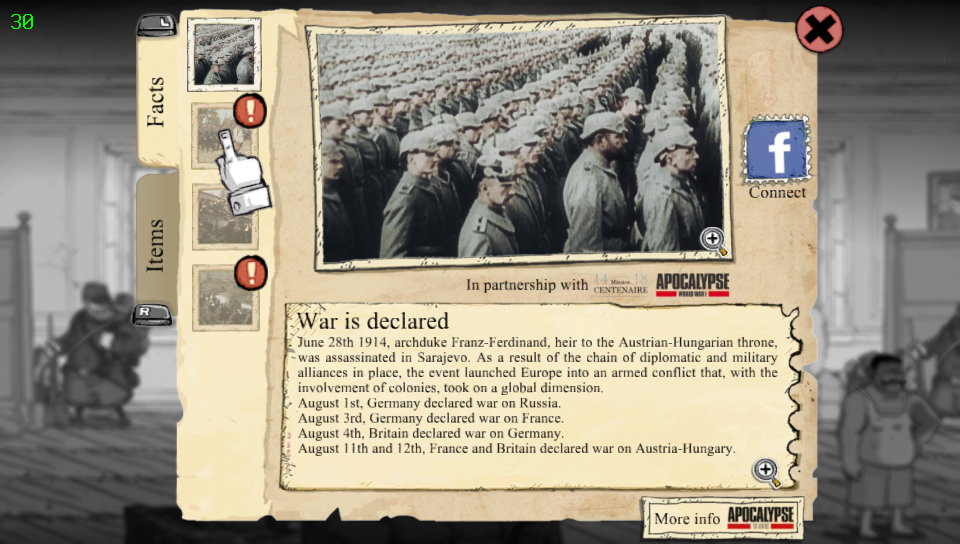 30
L
Facts
Items
R
f
Connect
In partnership with
14 Mission 18
CENTENAIRE
APOCALYPSE
WORLD WAR I
War is declared
June 28th 1914, archduke Franz-Ferdinand, heir to the Austrian-Hungarian throne,
was assassinated in Sarajevo. As a result of the chain of diplomatic and military
alliances in place, the event launched Europe into an armed conflict that, with the
involvement of colonies, took on a global dimension.
August 1st, Germany declared war on Russia.
August 3rd, Germany declared war on France.
August 4th, Britain declared war on Germany.
August 11th and 12th, France and Britain declared war on Austria-Hungary.
More info
APOCALYPSE